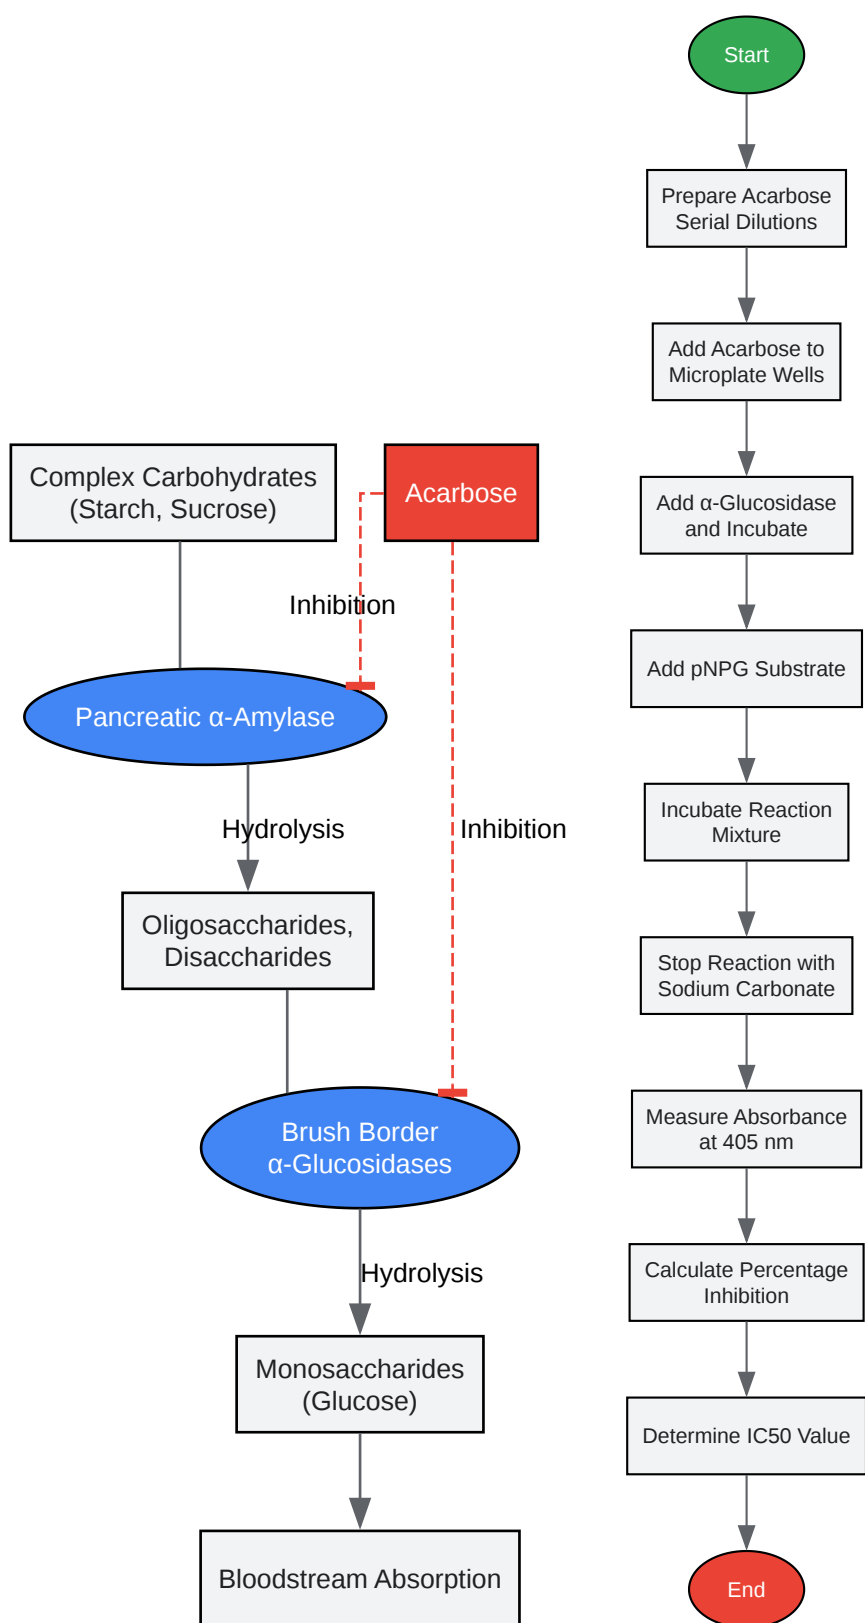 Complex Carbohydrates
(Starch, Sucrose)
Acarbose
Inhibition
Pancreatic α-Amylase
Hydrolysis
Inhibition
Oligosaccharides,
Disaccharides
Brush Border
α-Glucosidases
Hydrolysis
Monosaccharides
(Glucose)
Bloodstream Absorption
Start
Prepare Acarbose
Serial Dilutions
Add Acarbose to
Microplate Wells
Add α-Glucosidase
and Incubate
Add pNPG Substrate
Incubate Reaction
Mixture
Stop Reaction with
Sodium Carbonate
Measure Absorbance
at 405 nm
Calculate Percentage
Inhibition
Determine IC50 Value
End